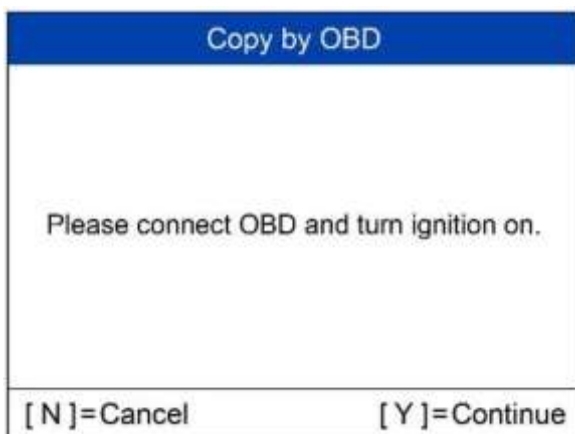 Copy by OBD
Please connect OBD and turn ignition on.
[ N ]=Cancel [ Y ]=Continue